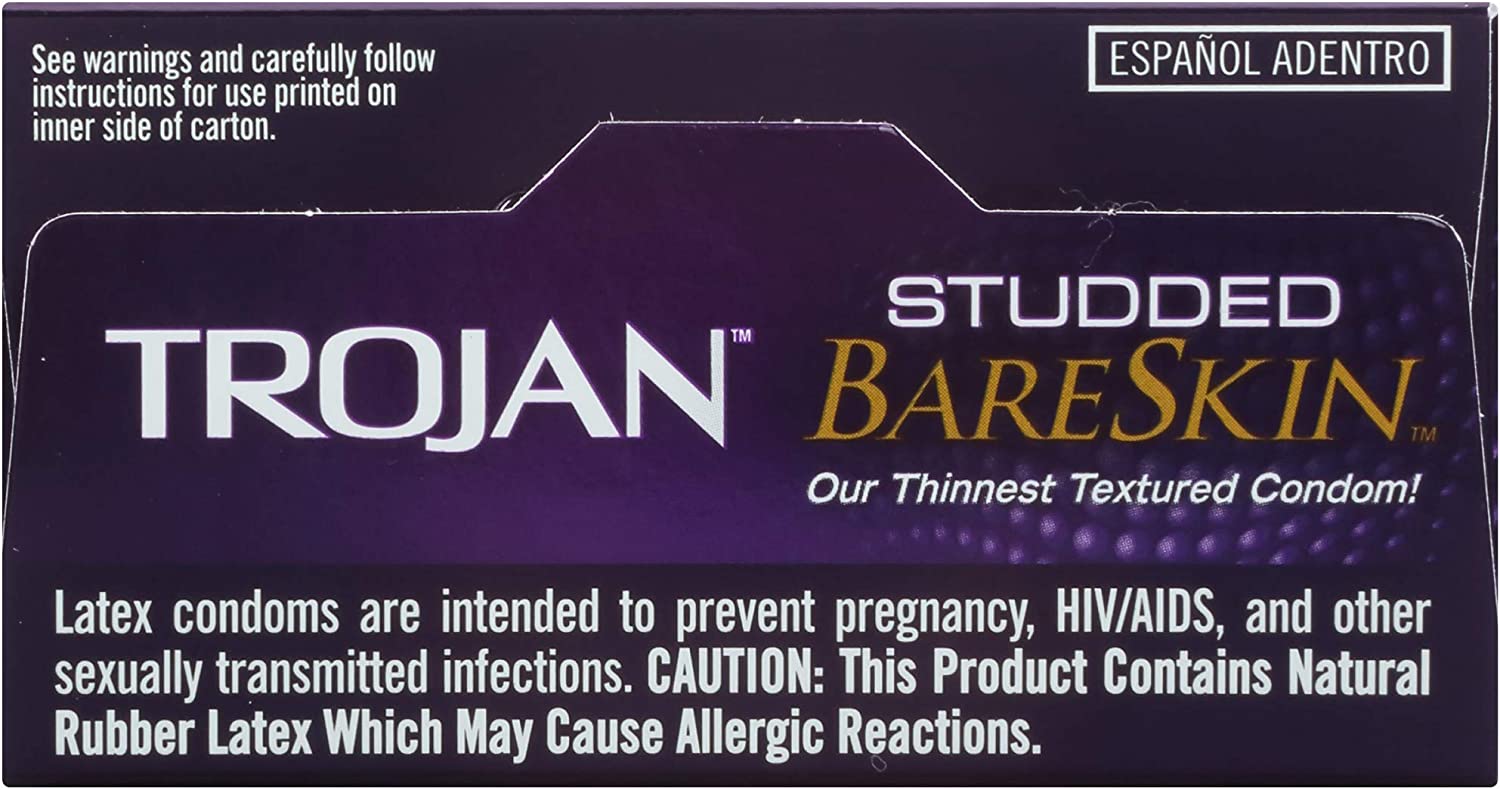 See warnings and carefully follow
instructions for use printed on
inner side of carton.
ESPAÑOL ADENTRO
TROJAN™
STUDDED
BARESKIN™
Our Thinnest Textured Condom!
Latex condoms are intended to prevent pregnancy, HIV/AIDS, and other
sexually transmitted infections. CAUTION: This Product Contains Natural
Rubber Latex Which May Cause Allergic Reactions.